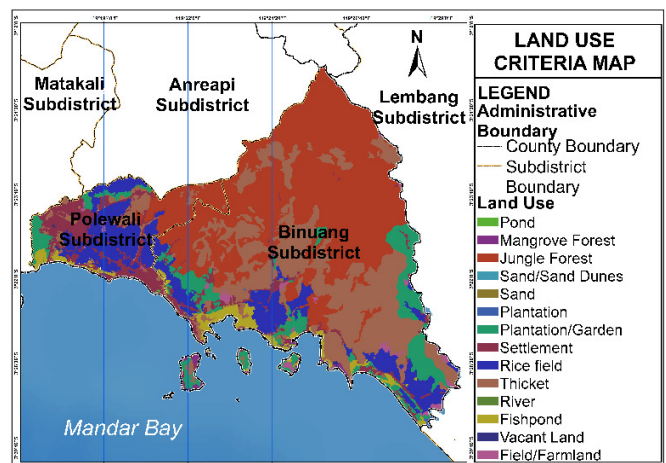 Matakali
Subdistrict
Anreapi
Subdistrict
N
Lembang
Subdistrict
Polewali
Subdistrict
Binuang
Subdistrict
Mandar Bay
LAND USE
CRITERIA MAP
LEGEND
Administrative
Boundary
County Boundary
Subdistrict
Boundary
Land Use
Pond
Mangrove Forest
Jungle Forest
Sand/Sand Dunes
Sand
Plantation
Plantation/Garden
Settlement
Rice field
Thicket
River
Fishpond
Vacant Land
Field/Farmland